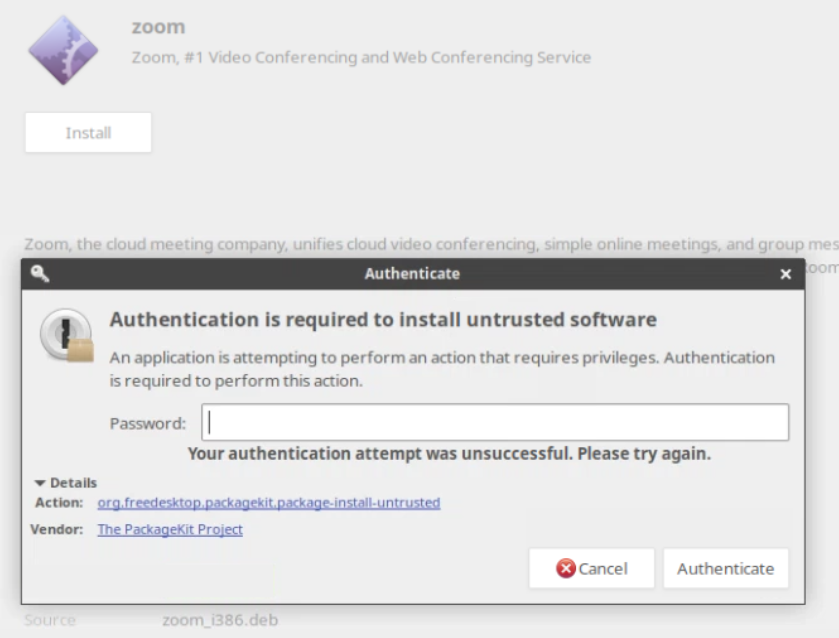 zoom
Zoom, #1 Video Conferencing and Web Conferencing Service
Install
Zoom, the cloud meeting company, unifies cloud video conferencing, simple online meetings, and group mes
Authenticate
Authentication is required to install untrusted software
An application is attempting to perform an action that requires privileges. Authentication
is required to perform this action.
Password:
Your authentication attempt was unsuccessful. Please try again.
Details
Action: org.freedesktop.packagekit.package-install-untrusted
Vendor: The PackageKit Project
Cancel Authenticate
Source zoom_i386.deb